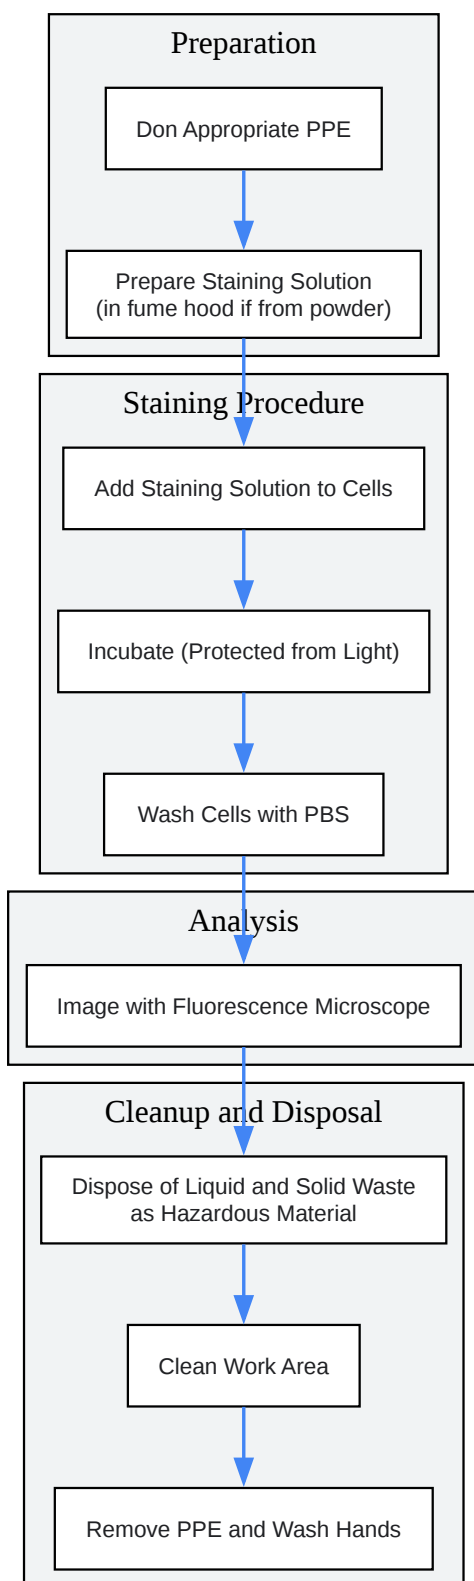 Preparation
Don Appropriate PPE
Prepare Staining Solution
(in fume hood if from powder)
Staining Procedure
Add Staining Solution to Cells
Incubate (Protected from Light)
Wash Cells with PBS
Analysis
Image with Fluorescence Microscope
Cleanup and Disposal
Dispose of Liquid and Solid Waste
as Hazardous Material
Clean Work Area
Remove PPE and Wash Hands